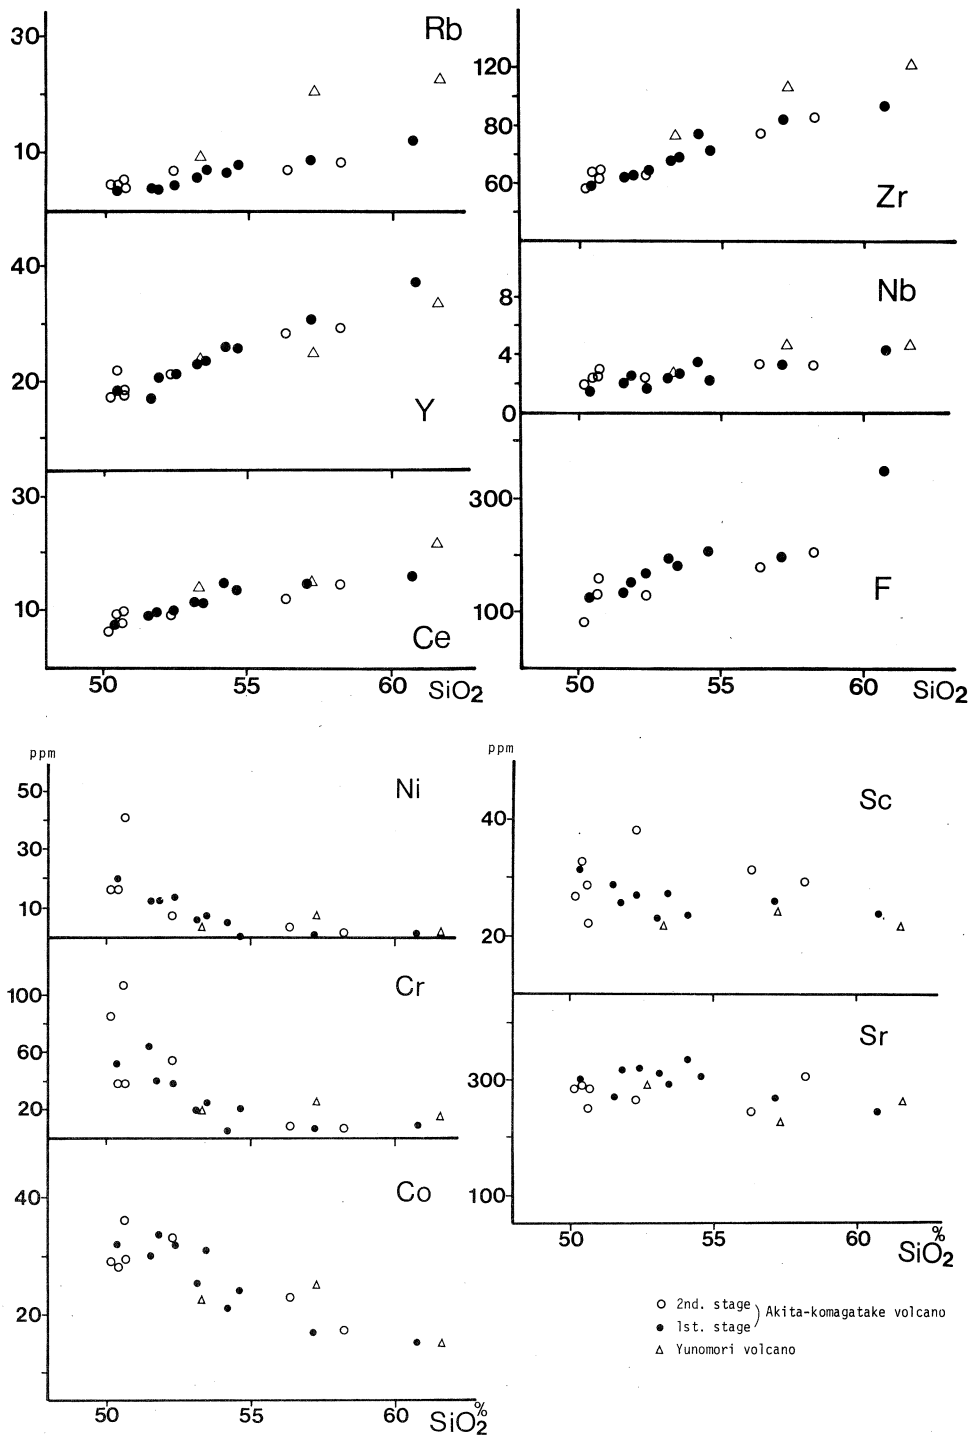 Rb
30
10
Y
40
20
Ce
30
10
50 55 60 SiO2
Zr
120
80
60
Nb
8
4
0
F
300
100
50 55 60 SiO2
ppm
Ni
50
30
10
Cr
100
60
20
Co
40
20
50 55 60 %
SiO2
ppm
Sc
40
20
Sr
300
100
50 55 60 %
SiO2
2nd. stage
1st. stage
Akita-komagatake volcano
Yunomori volcano